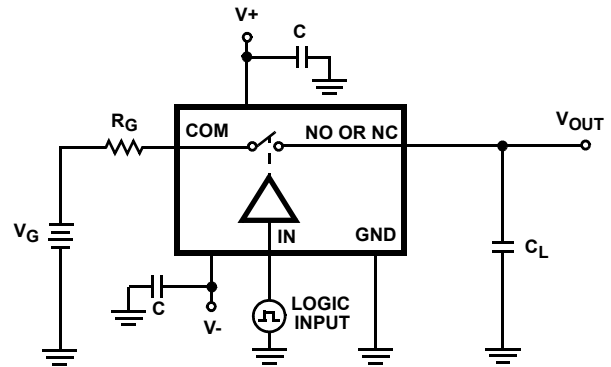 V+
C
RG
COM
NO OR NC
VOUT
VG
IN
GND
CL
C
V-
LOGIC
INPUT